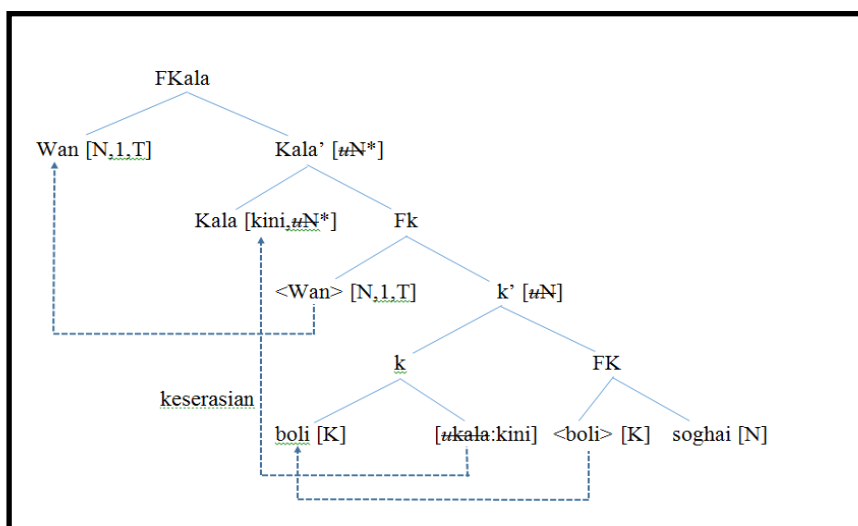 FKala
Wan [N,1,T] Kala’ [uN*]
Kala [kini,uN*] Fk
<Wan> [N,1,T] k’ [uN]
k FK
keserasian
boli [K] [ukala:kini] <boli> [K] soghai [N]